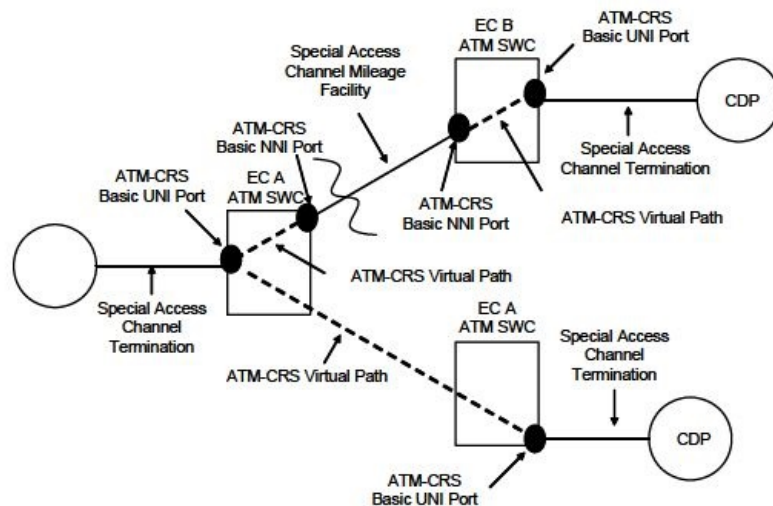 ATM-CRS
Basic UNI Port
EC B
ATM SWC
Special Access
Channel Mileage
Facility
CDP
ATM-CRS
Basic NNI Port
Special Access
Channel Termination
EC A
ATM SWC
ATM-CRS
Basic UNI Port
ATM-CRS
Basic NNI Port
ATM-CRS Virtual Path
ATM-CRS Virtual Path
Special Access
Channel
Termination
EC A
ATM SWC
Special Access
Channel
Termination
ATM-CRS Virtual Path
CDP
ATM-CRS
Basic UNI Port